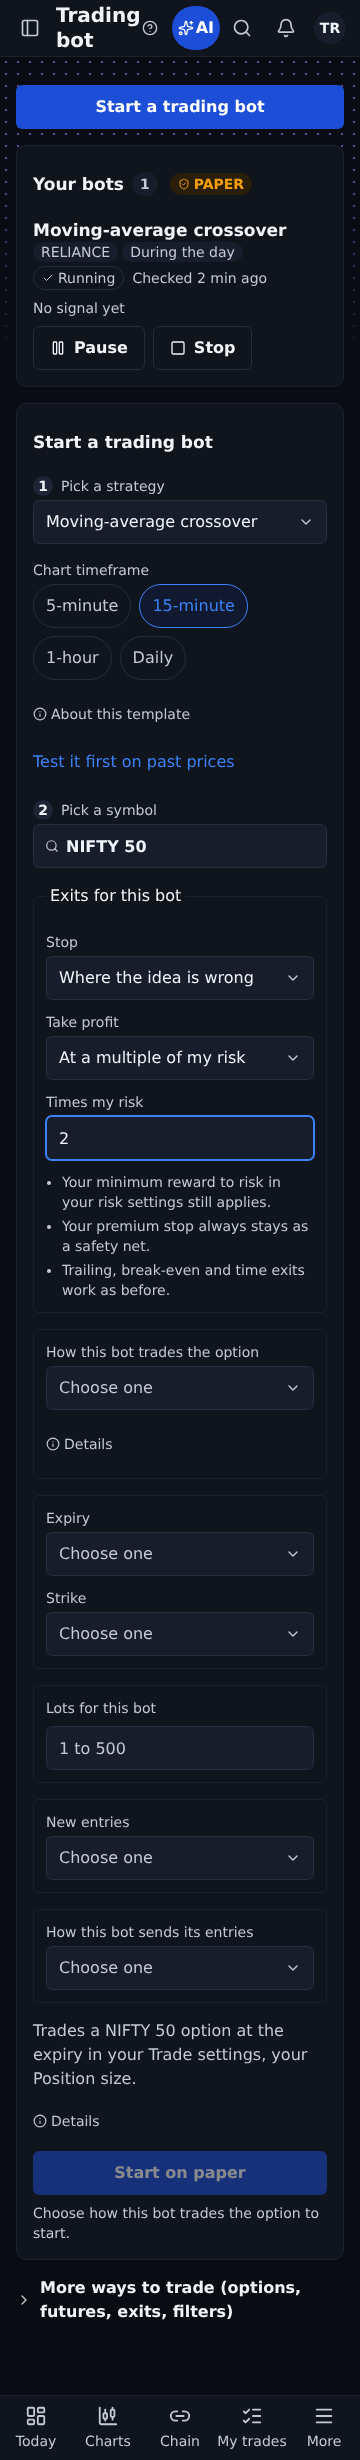 Trading
bot
AI
TR
Start a trading bot
Your bots 1 PAPER
Moving-average crossover
RELIANCE During the day
Running Checked 2 min ago
No signal yet
Pause Stop
Start a trading bot
1 Pick a strategy
Moving-average crossover
Chart timeframe
5-minute 15-minute
1-hour Daily
About this template
Test it first on past prices
2 Pick a symbol
NIFTY 50
Exits for this bot
Stop
Where the idea is wrong
Take profit
At a multiple of my risk
Times my risk
2
• Your minimum reward to risk in
your risk settings still applies.
• Your premium stop always stays as
a safety net.
• Trailing, break-even and time exits
work as before.
How this bot trades the option
Choose one
Details
Expiry
Choose one
Strike
Choose one
Lots for this bot
1 to 500
New entries
Choose one
How this bot sends its entries
Choose one
Trades a NIFTY 50 option at the
expiry in your Trade settings, your
Position size.
Details
Start on paper
Choose how this bot trades the option to
start.
More ways to trade (options,
futures, exits, filters)
Today Charts Chain My trades More